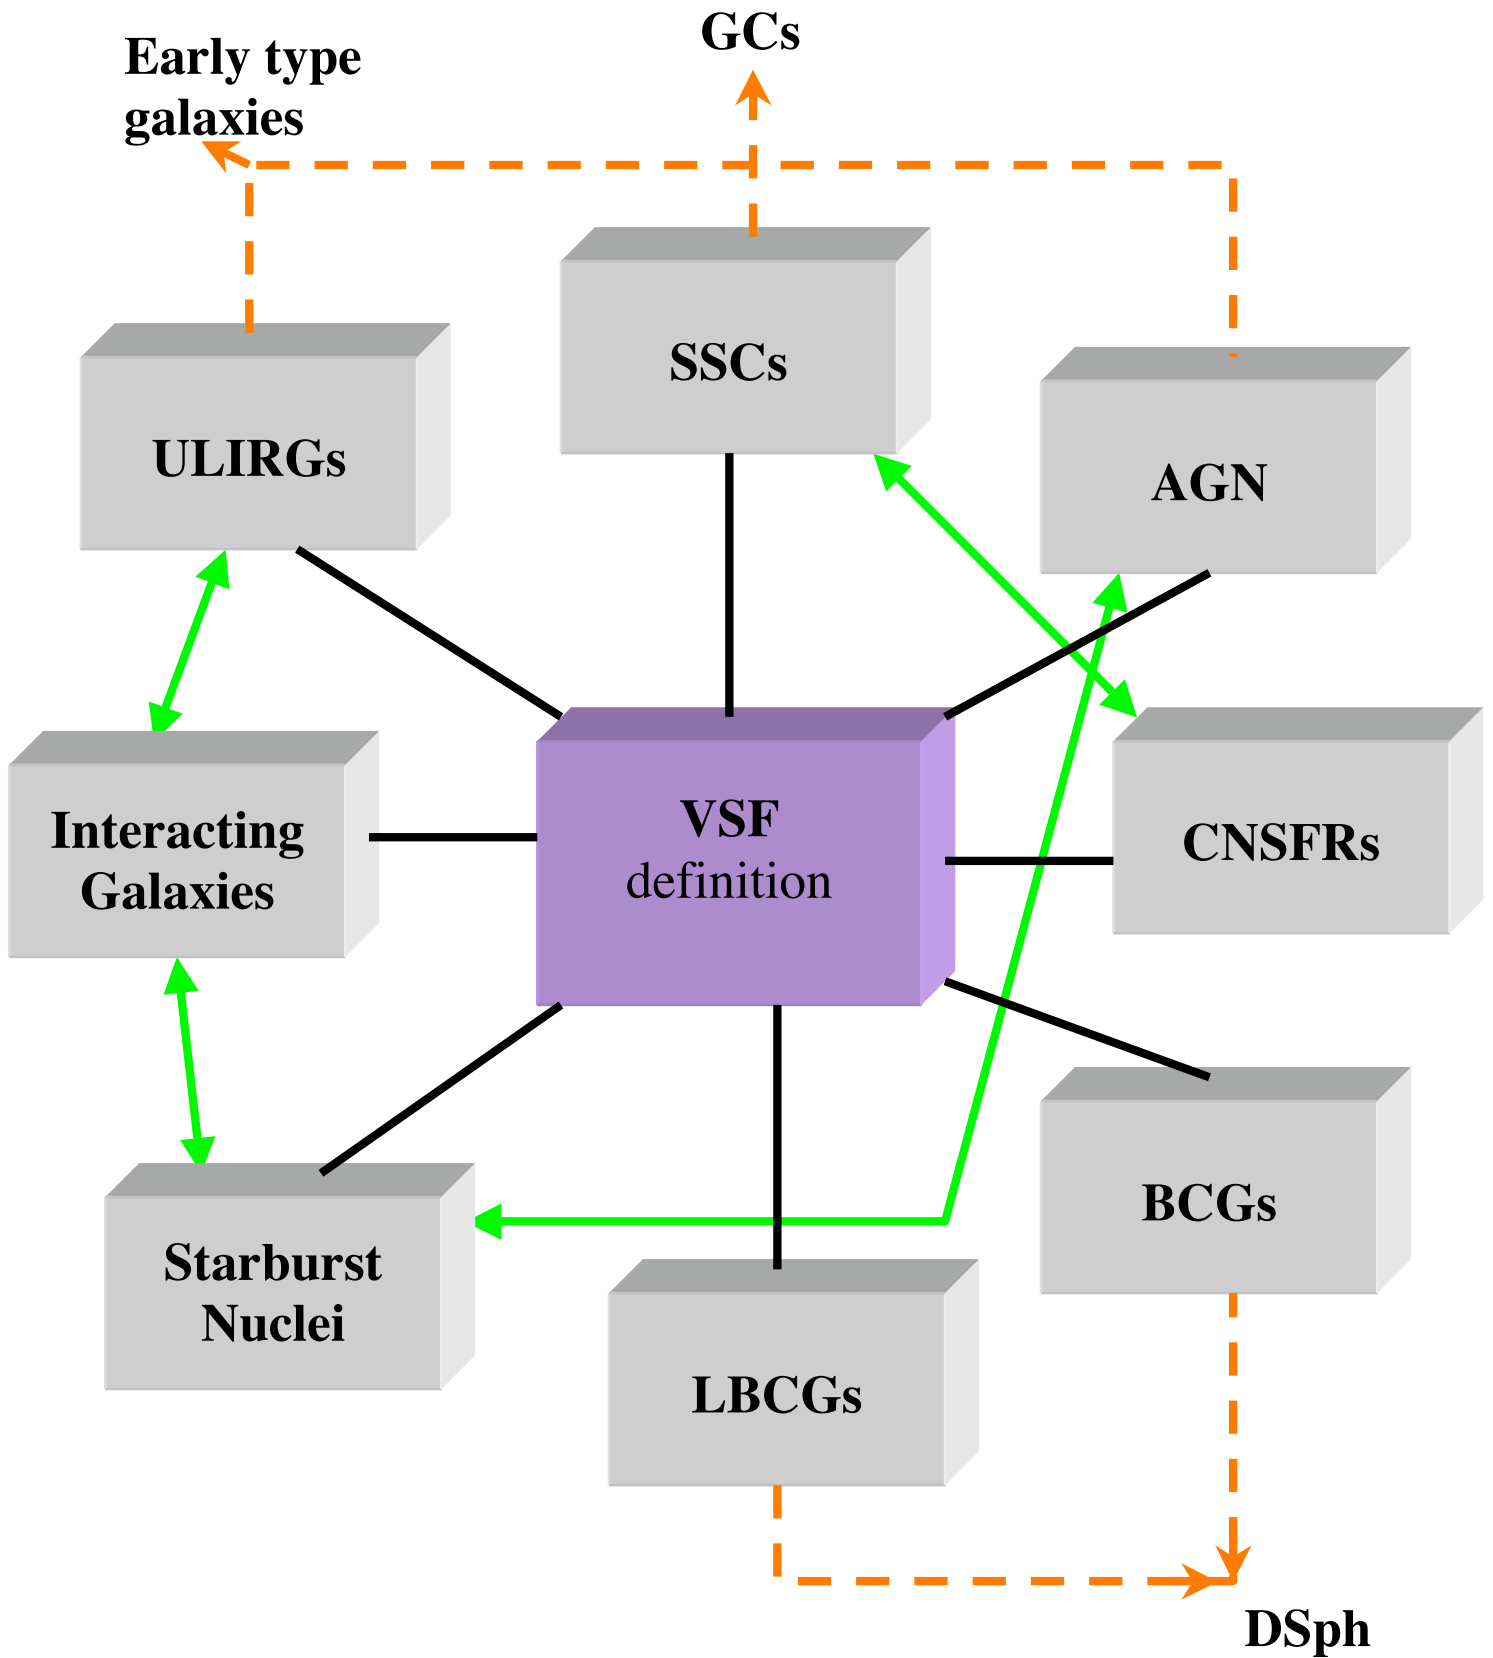 GCs
Early type
galaxies
SSCs
ULIRGs
AGN
VSF
definition
Interacting
Galaxies
CNSFRs
BCGs
Starburst
Nuclei
LBCGs
DSph